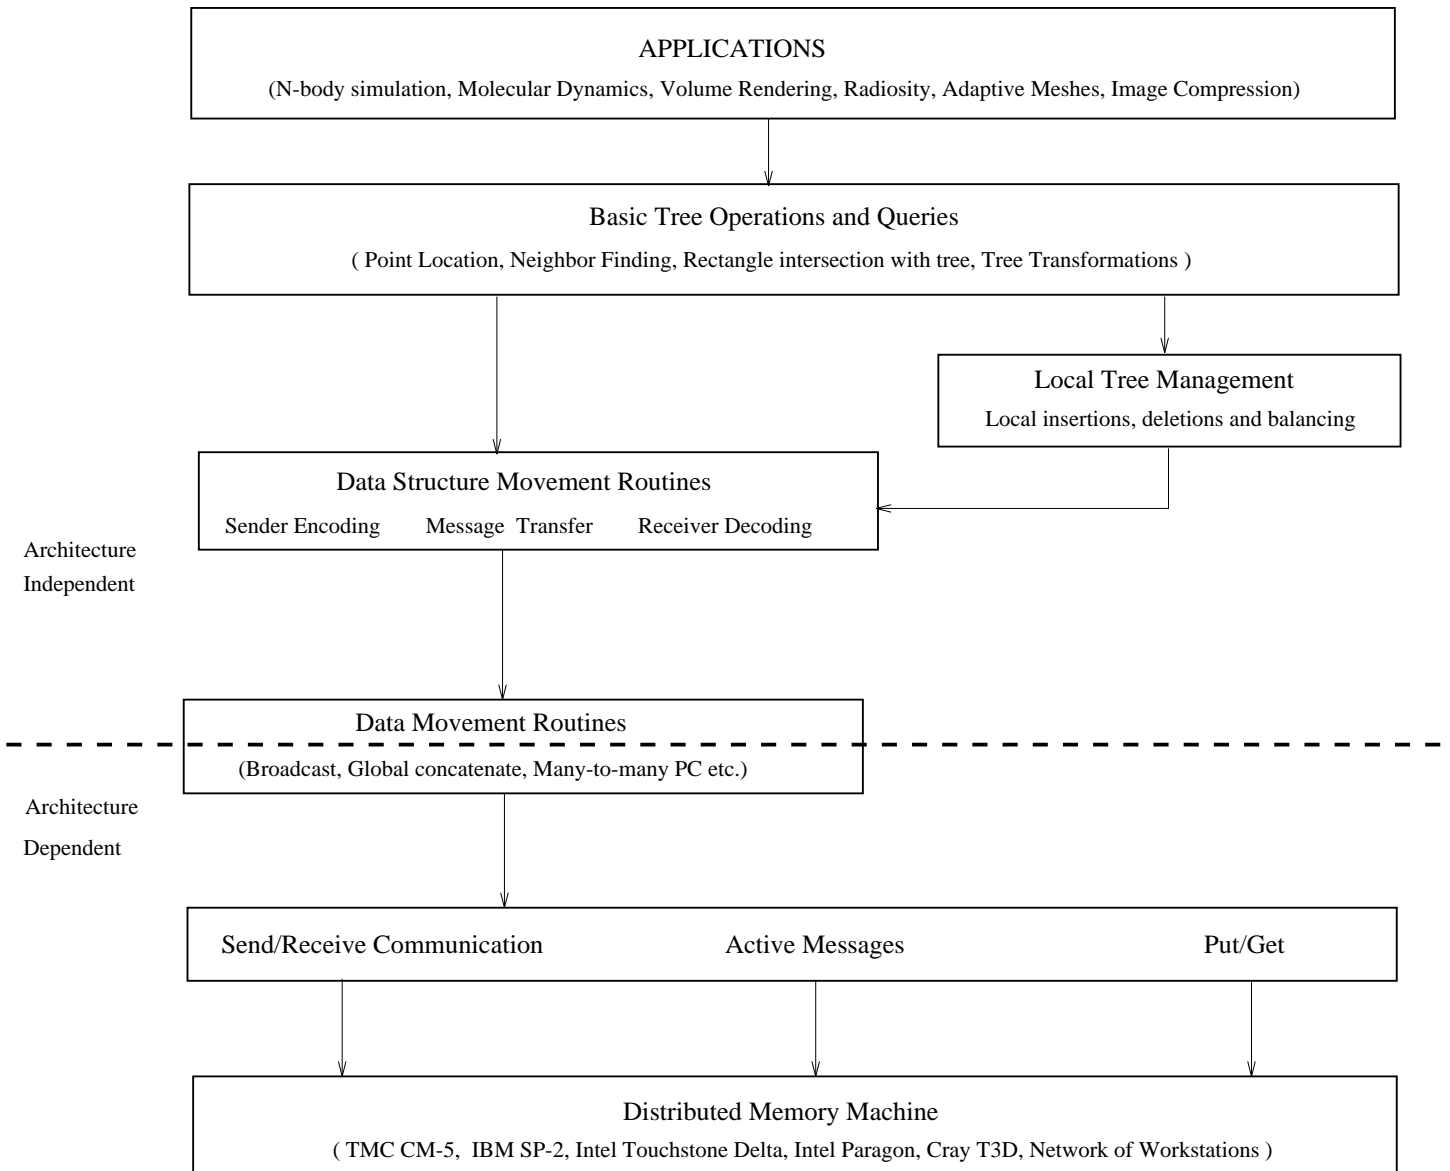 APPLICATIONS
(N-body simulation, Molecular Dynamics, Volume Rendering, Radiosity, Adaptive Meshes, Image Compression)
Basic Tree Operations and Queries
( Point Location, Neighbor Finding, Rectangle intersection with tree, Tree Transformations )
Local Tree Management
Local insertions, deletions and balancing
Data Structure Movement Routines
Sender Encoding Message Transfer Receiver Decoding
Architecture
Independent
Data Movement Routines
(Broadcast, Global concatenate, Many-to-many PC etc.)
Architecture
Dependent
Send/Receive Communication Active Messages Put/Get
Distributed Memory Machine
( TMC CM-5, IBM SP-2, Intel Touchstone Delta, Intel Paragon, Cray T3D, Network of Workstations )